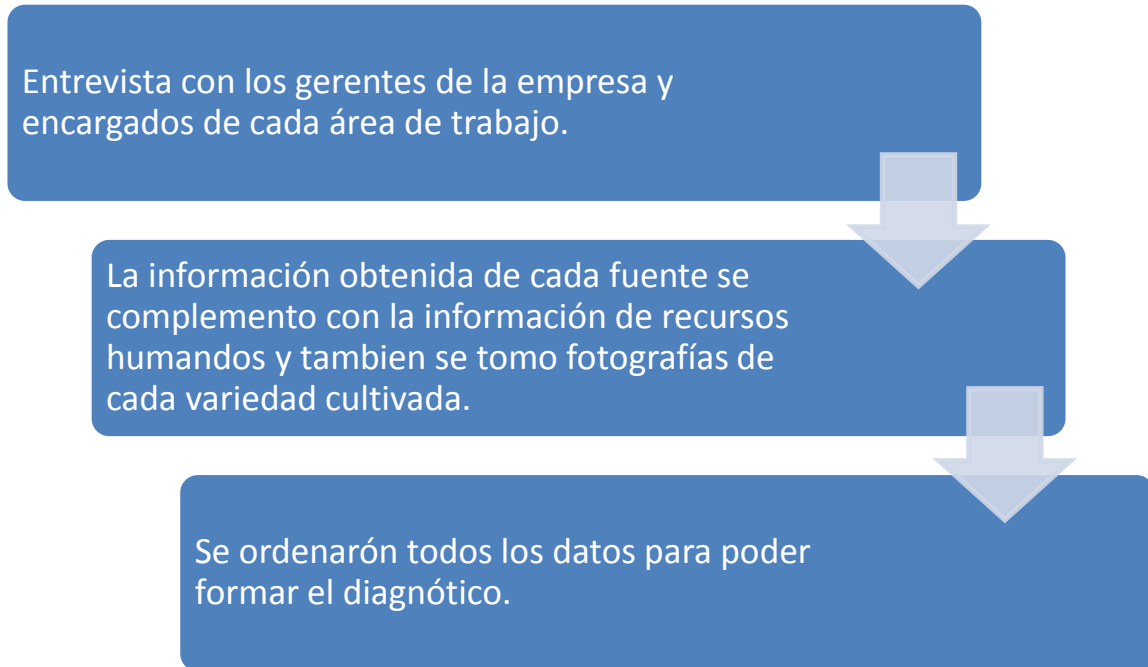 Entrevista con los gerentes de la empresa y
encargados de cada área de trabajo.
La información obtenida de cada fuente se
complemento con la información de recursos
humandos y tambien se tomo fotografías de
cada variedad cultivada.
Se ordenarón todos los datos para poder
formar el diagnótico.